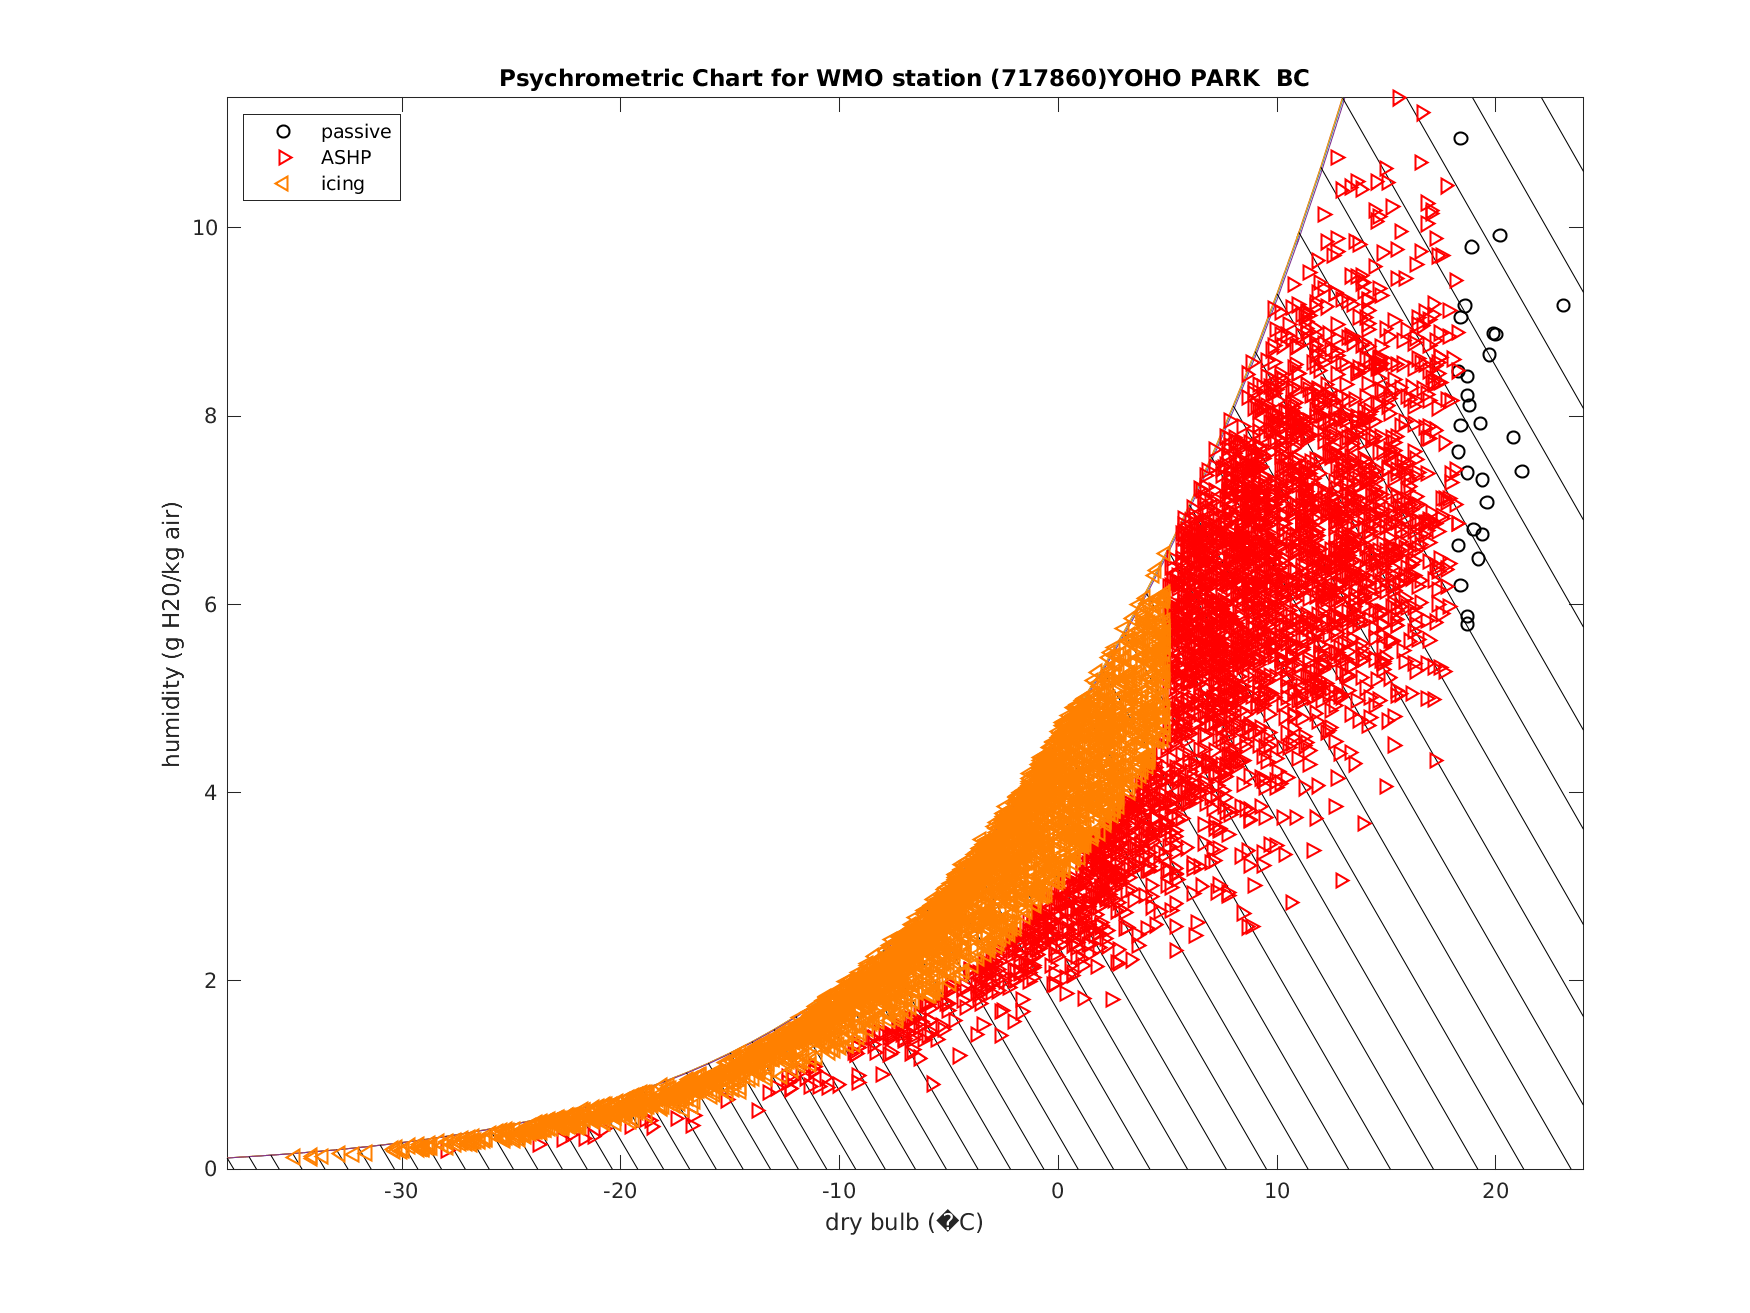 Psychrometric Chart for WMO station (717860)YOHO PARK  BC
passive
ASHP
icing
humidity (g H20/kg air)
10
8
6
4
2
0
-30
-20
-10
0
10
20
dry bulb (�C)